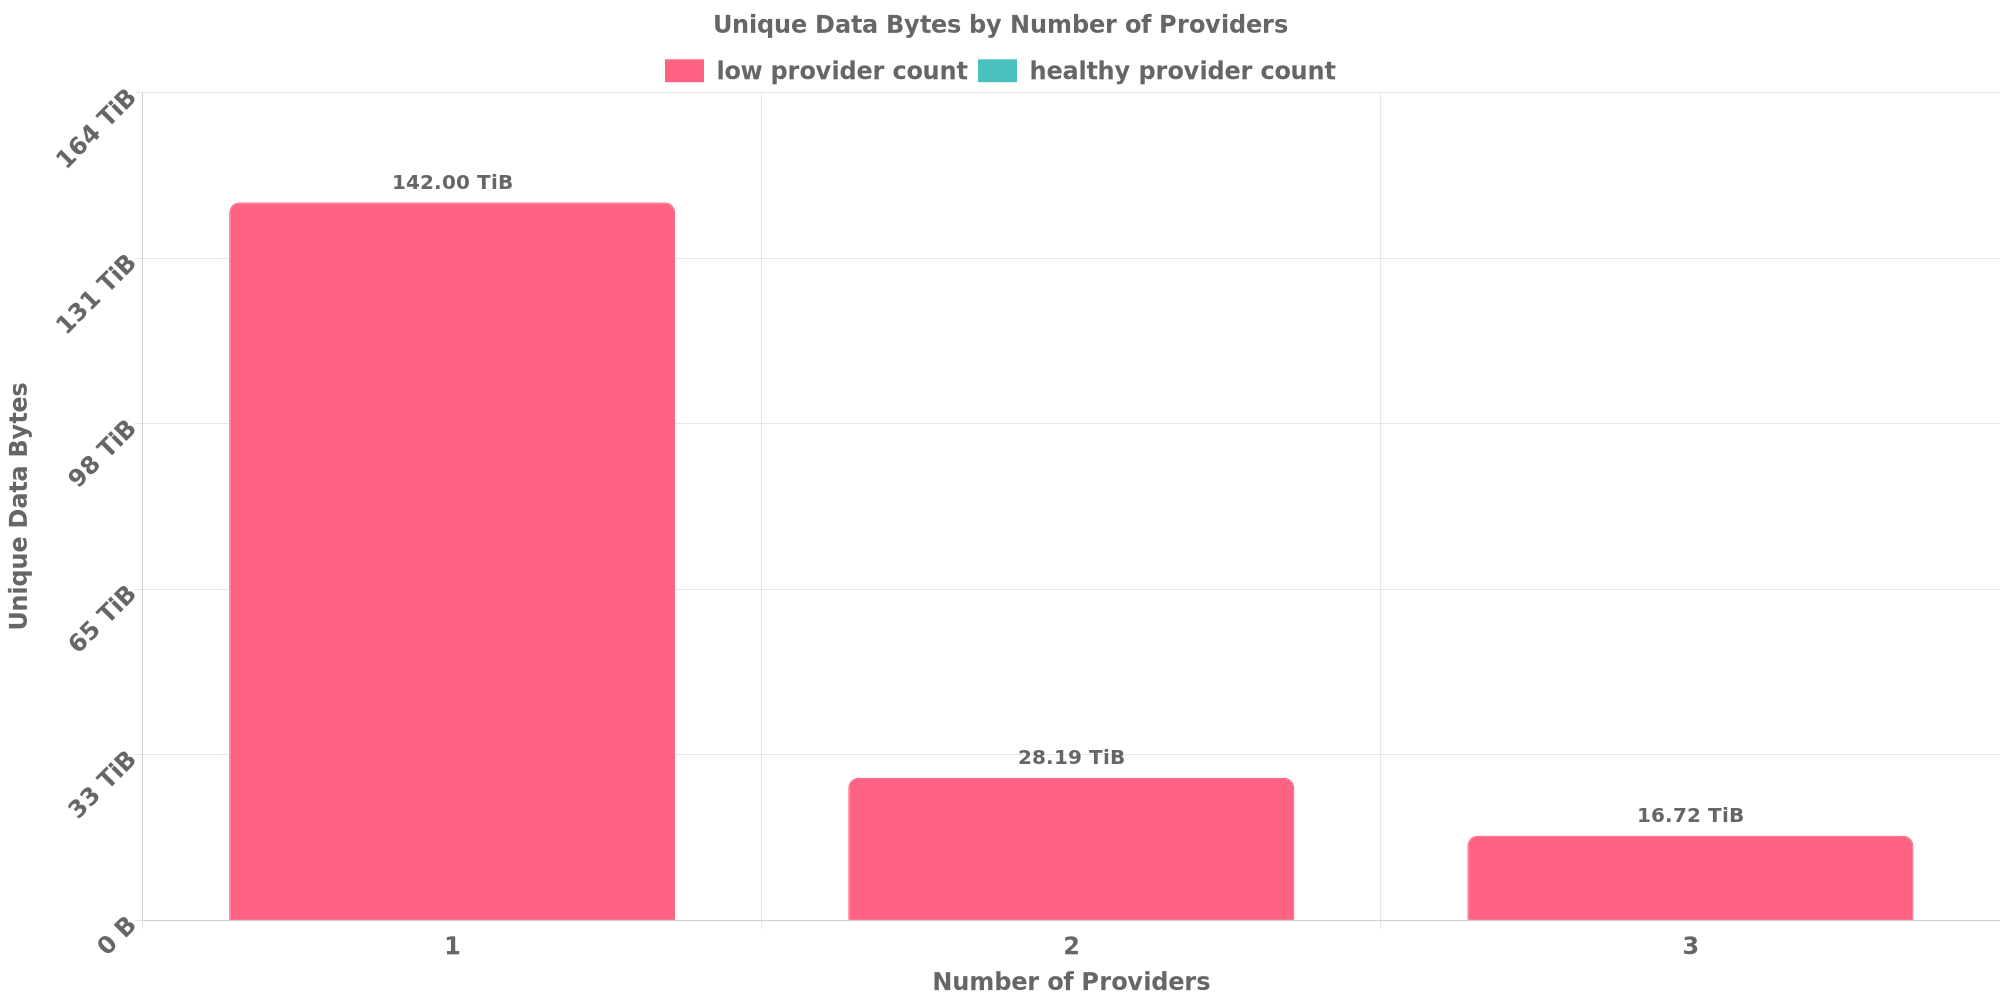 Unique Data Bytes by Number of Providers
low provider count healthy provider count
164 TiB
142.00 TiB
131 TiB
98 TiB
Unique Data Bytes
65 TiB
33 TiB
28.19 TiB
16.72 TiB
0 B
1 2 3
Number of Providers